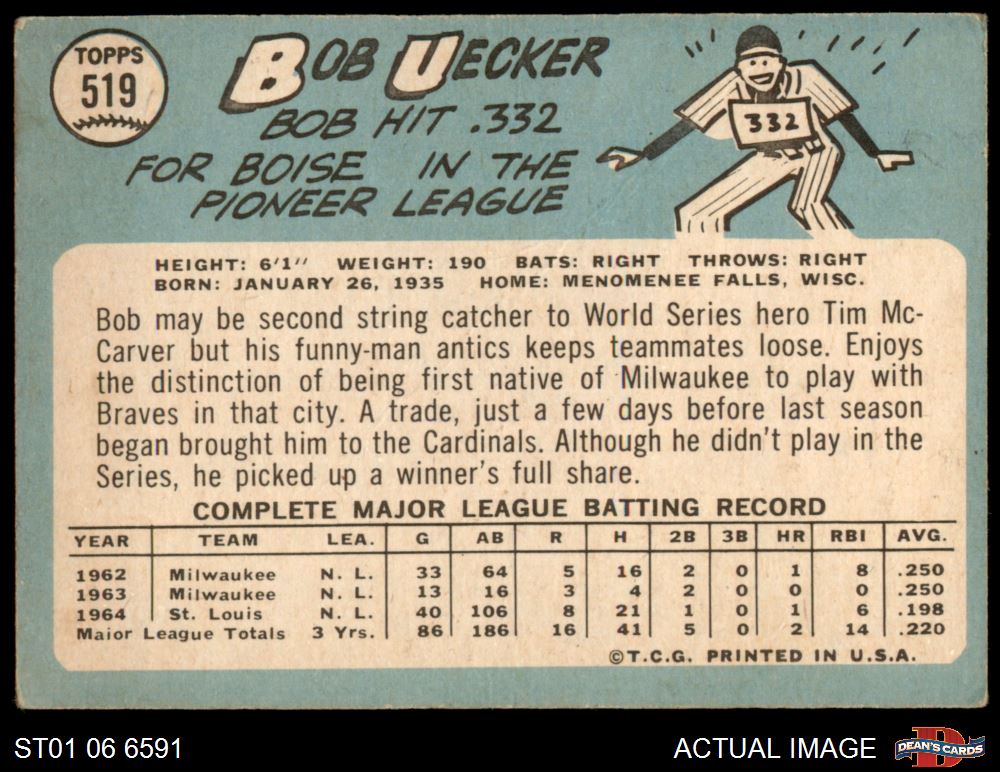 TOPPS
519
BOB UECKER
BOB HIT .332
FOR BOISE IN THE
PIONEER LEAGUE
332
HEIGHT: 6'1" WEIGHT: 190 BATS: RIGHT THROWS: RIGHT
BORN: JANUARY 26, 1935 HOME: MENOMENEE FALLS, WISC.
Bob may be second string catcher to World Series hero Tim Mc-
Carver but his funny-man antics keeps teammates loose. Enjoys
the distinction of being first native of Milwaukee to play with
Braves in that city. A trade, just a few days before last season
began brought him to the Cardinals. Although he didn't play in the
Series, he picked up a winner's full share.
COMPLETE MAJOR LEAGUE BATTING RECORD
YEAR TEAM LEA. G AB R H 2B 3B HR RBI AVG.
1962 Milwaukee N. L. 33 64 5 16 2 0 1 8 .250
1963 Milwaukee N. L. 13 16 3 4 2 0 0 0 .250
1964 St. Louis N. L. 40 106 8 21 1 0 1 6 .198
Major League Totals 3 Yrs. 86 186 16 41 5 0 2 14 .220
©T.C.G. PRINTED IN U.S.A.
ST01 06 6591
ACTUAL IMAGE
D
DEAN'S CARDS